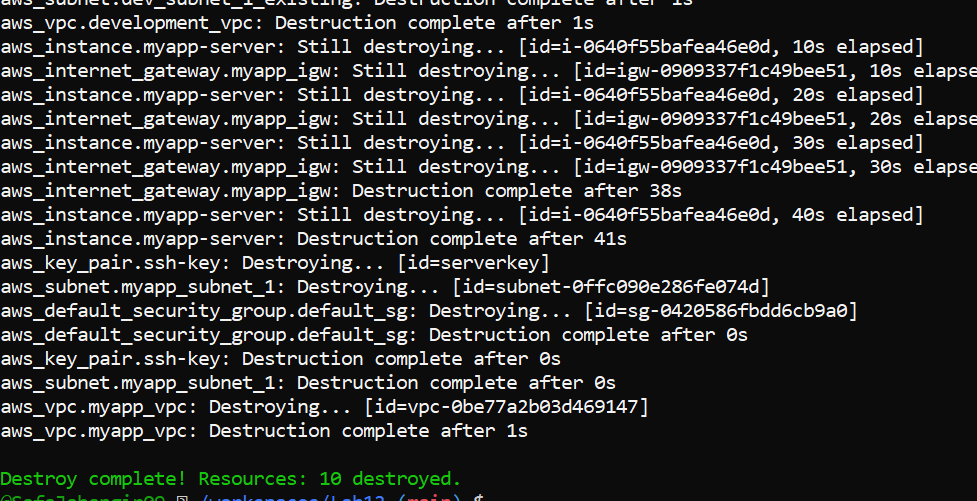 aws_subnet.dev_subnet_1_existing: Destruction complete after 1s
aws_vpc.development_vpc: Destruction complete after 1s
aws_instance.myapp-server: Still destroying... [id=i-0640f55bafea46e0d, 10s elapsed]
aws_internet_gateway.myapp_igw: Still destroying... [id=igw-0909337f1c49bee51, 10s elapse
aws_instance.myapp-server: Still destroying... [id=i-0640f55bafea46e0d, 20s elapsed]
aws_internet_gateway.myapp_igw: Still destroying... [id=igw-0909337f1c49bee51, 20s elapse
aws_instance.myapp-server: Still destroying... [id=i-0640f55bafea46e0d, 30s elapsed]
aws_internet_gateway.myapp_igw: Still destroying... [id=igw-0909337f1c49bee51, 30s elapse
aws_internet_gateway.myapp_igw: Destruction complete after 38s
aws_instance.myapp-server: Still destroying... [id=i-0640f55bafea46e0d, 40s elapsed]
aws_instance.myapp-server: Destruction complete after 41s
aws_key_pair.ssh-key: Destroying... [id=serverkey]
aws_subnet.myapp_subnet_1: Destroying... [id=subnet-0ffc090e286fe074d]
aws_default_security_group.default_sg: Destroying... [id=sg-0420586fbdd6cb9a0]
aws_default_security_group.default_sg: Destruction complete after 0s
aws_key_pair.ssh-key: Destruction complete after 0s
aws_subnet.myapp_subnet_1: Destruction complete after 0s
aws_vpc.myapp_vpc: Destroying... [id=vpc-0be77a2b03d469147]
aws_vpc.myapp_vpc: Destruction complete after 1s
Destroy complete! Resources: 10 destroyed.
(main) $